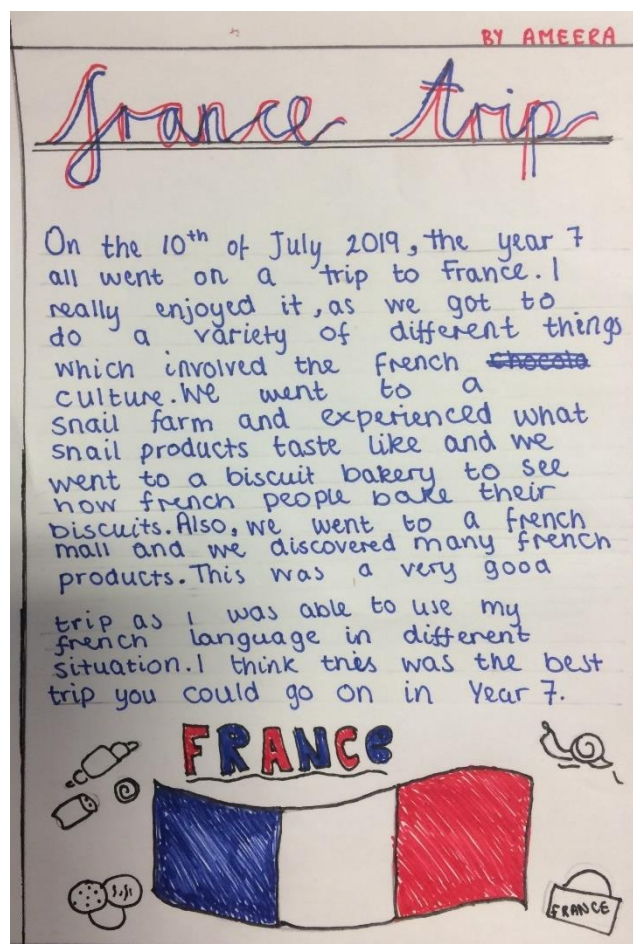 BY AMEERA
france trip
On the 10th of July 2019, the year 7
all went on a trip to France. I
really enjoyed it, as we got to
do a variety of different things
which involved the french chocola
culture. We went to a
snail farm and experienced what
snail products taste like and we
went to a biscuit bakery to see
how french people bake their
biscuits. Also, we went to a french
mall and we discovered many french
products. This was a very good
trip as I was able to use my
french language in different
situation. I think this was the best
trip you could go on in Year 7.
FRANCE
FRANCE